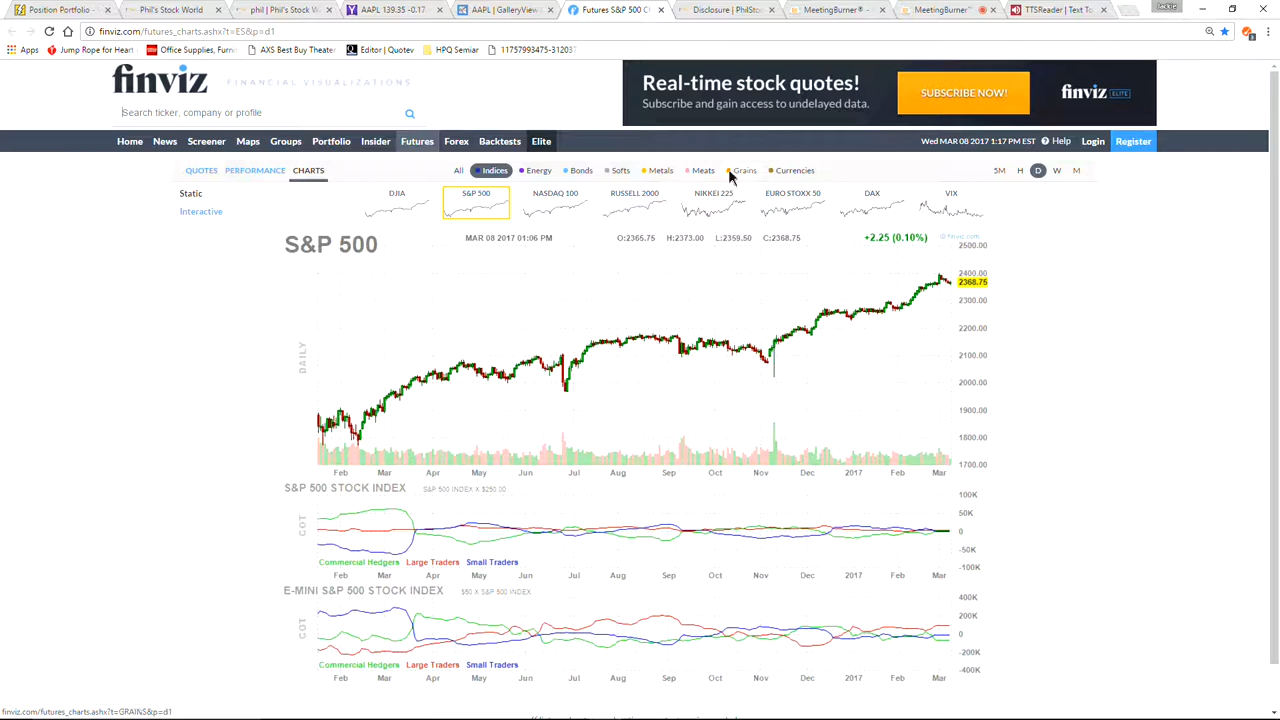 Position Portfolio -
Phil's Stock World
phil | Phil's Stock W
AAPL 139.35 -0.17
AAPL | GalleryView
Futures S&P 500 C
Disclosure | PhilSto
MeetingBurner®
MeetingBurner™
TTSReader | Text To
Jackie
finviz.com/futures_charts.ashx?t=ES&p=d1
Apps
Jump Rope for Heart
Office Supplies, Furni
AXS Best Buy Theater
Editor | Quotev
HPQ Semiar
11757993475-31203
finviz
FINANCIAL VISUALIZATIONS
Real-time stock quotes!
Subscribe and gain access to undelayed data.
SUBSCRIBE NOW!
finviz ELITE
Search ticker, company or profile
Home News Screener Maps Groups Portfolio Insider Futures Forex Backtests Elite
Wed MAR 08 2017 1:17 PM EST Help Login Register
QUOTES PERFORMANCE CHARTS
All Indices Energy Bonds Softs Metals Meats Grains Currencies
5M H D W M
Static
Interactive
DJIA S&P 500 NASDAQ 100 RUSSELL 2000 NIKKEI 225 EURO STOXX 50 DAX VIX
S&P 500
MAR 08 2017 01:06 PM
O:2365.75 H:2373.00 L:2359.50 C:2368.75
+2.25 (0.10%)
© finviz.com
2500.00
2400.00
2368.75
2300.00
2200.00
2100.00
2000.00
1900.00
1800.00
1700.00
DAILY
Feb Mar Apr May Jun Jul Aug Sep Oct Nov Dec 2017 Feb Mar
S&P 500 STOCK INDEX
S&P 500 INDEX X $250.00
100K
50K
0
-50K
-100K
COT
Commercial Hedgers Large Traders Small Traders
Feb Mar Apr May Jun Jul Aug Sep Oct Nov Dec 2017 Feb Mar
E-MINI S&P 500 STOCK INDEX
$50 X S&P 500 INDEX
400K
200K
0
-200K
-400K
COT
Commercial Hedgers Large Traders Small Traders
Feb Mar Apr May Jun Jul Aug Sep Oct Nov Dec 2017 Feb Mar
finviz.com/futures_charts.ashx?t=GRAINS&p=d1